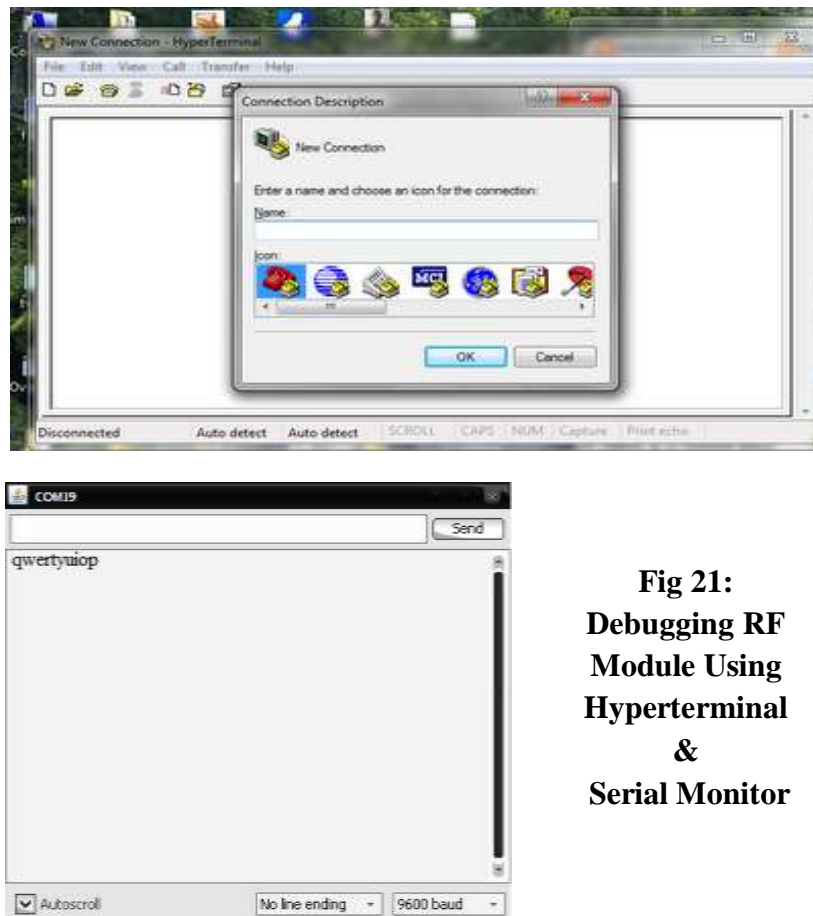 New Connection - HyperTerminal
File Edit View Call Transfer Help
Connection Description
New Connection
Enter a name and choose an icon for the connection:
Name:
Icon:
MCI
OK Cancel
Disconnected Auto detect Auto detect SCROLL CAPS NUM Capture Print echo
COM19
Send
qwertyuiop
Autoscroll No line ending 9600 baud
Fig 21:
Debugging RF
Module Using
Hyperterminal
&
Serial Monitor